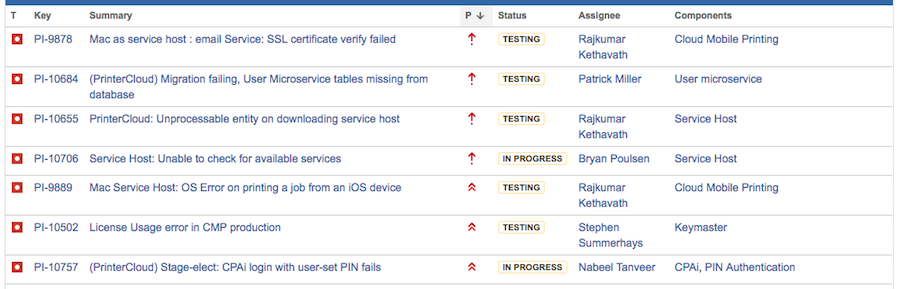 T Key Summary P Status Assignee Components
PI-9878 Mac as service host : email Service: SSL certificate verify failed TESTING Rajkumar Cloud Mobile Printing
Kethavath
PI-10684 (PrinterCloud) Migration failing, User Microservice tables missing from TESTING Patrick Miller User microservice
database
PI-10655 PrinterCloud: Unprocessable entity on downloading service host TESTING Rajkumar Service Host
Kethavath
PI-10706 Service Host: Unable to check for available services IN PROGRESS Bryan Poulsen Service Host
PI-9889 Mac Service Host: OS Error on printing a job from an iOS device TESTING Rajkumar Cloud Mobile Printing
Kethavath
PI-10502 License Usage error in CMP production TESTING Stephen Keymaster
Summerhays
PI-10757 (PrinterCloud) Stage-elect: CPAi login with user-set PIN fails IN PROGRESS Nabeel Tanveer CPAi, PIN Authentication